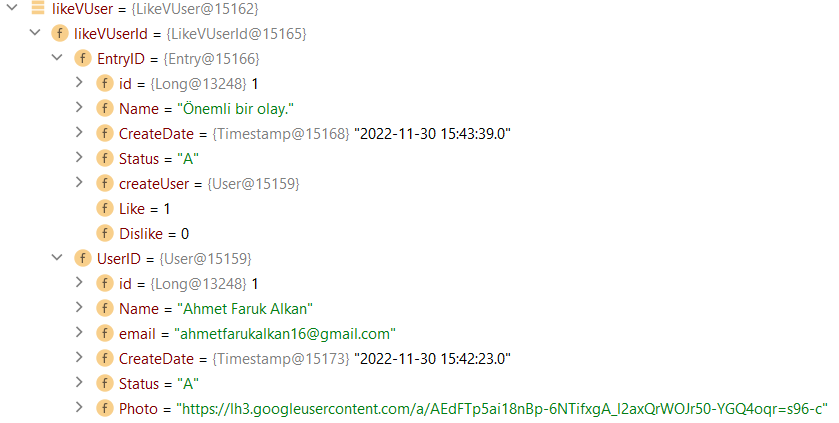 likeVUser = {LikeVUser@15162}
f likeVUserId = {LikeVUserId@15165}
f EntryID = {Entry@15166}
f id = {Long@13248} 1
f Name = "Önemli bir olay."
f CreateDate = {Timestamp@15168} "2022-11-30 15:43:39.0"
f Status = "A"
f createUser = {User@15159}
f Like = 1
f Dislike = 0
f UserID = {User@15159}
f id = {Long@13248} 1
f Name = "Ahmet Faruk Alkan"
f email = "ahmetfarukalkan16@gmail.com"
f CreateDate = {Timestamp@15173} "2022-11-30 15:42:23.0"
f Status = "A"
f Photo = "https://lh3.googleusercontent.com/a/AEdFTp5ai18nBp-6NTifxgA_I2axQrWOJr50-YGQ4oqr=s96-c"